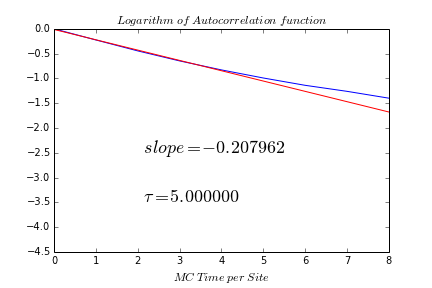 Logarithm of Autocorrelation function
0.0
−0.5
−1.0
−1.5
−2.0
−2.5
−3.0
−3.5
−4.0
−4.5
slope=−0.207962
τ=5.000000
0 1 2 3 4 5 6 7 8
MC Time per Site